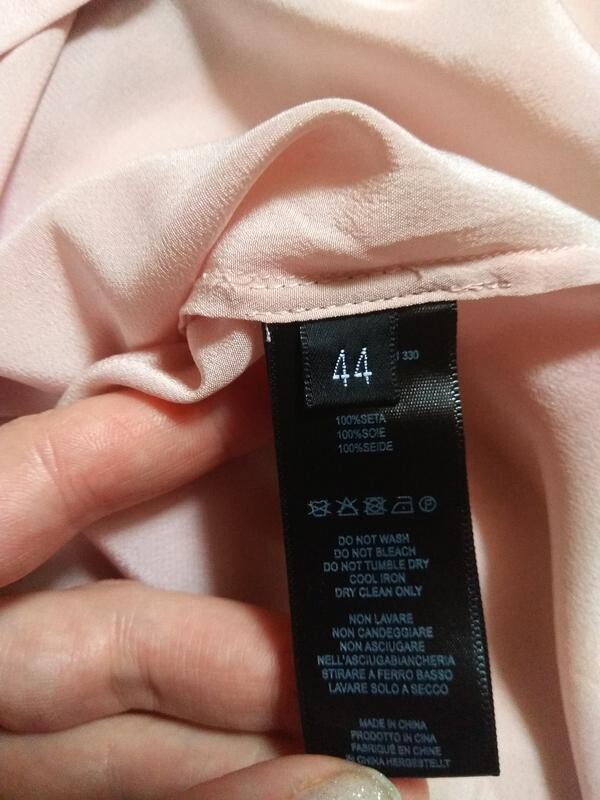 44
330
100%SETA
100%SOIE
100%SEIDE
DO NOT WASH
DO NOT BLEACH
DO NOT TUMBLE DRY
COOL IRON
DRY CLEAN ONLY
NON LAVARE
NON CANDEGGIARE
NON ASCIUGARE
NELL'ASCIUGABIANCHERIA
STIRARE A FERRO BASSO
LAVARE SOLO A SECCO
MADE IN CHINA
PRODOTTO IN CINA
FABRIQUÉ EN CHINE
IN CHINA HERGESTELLT